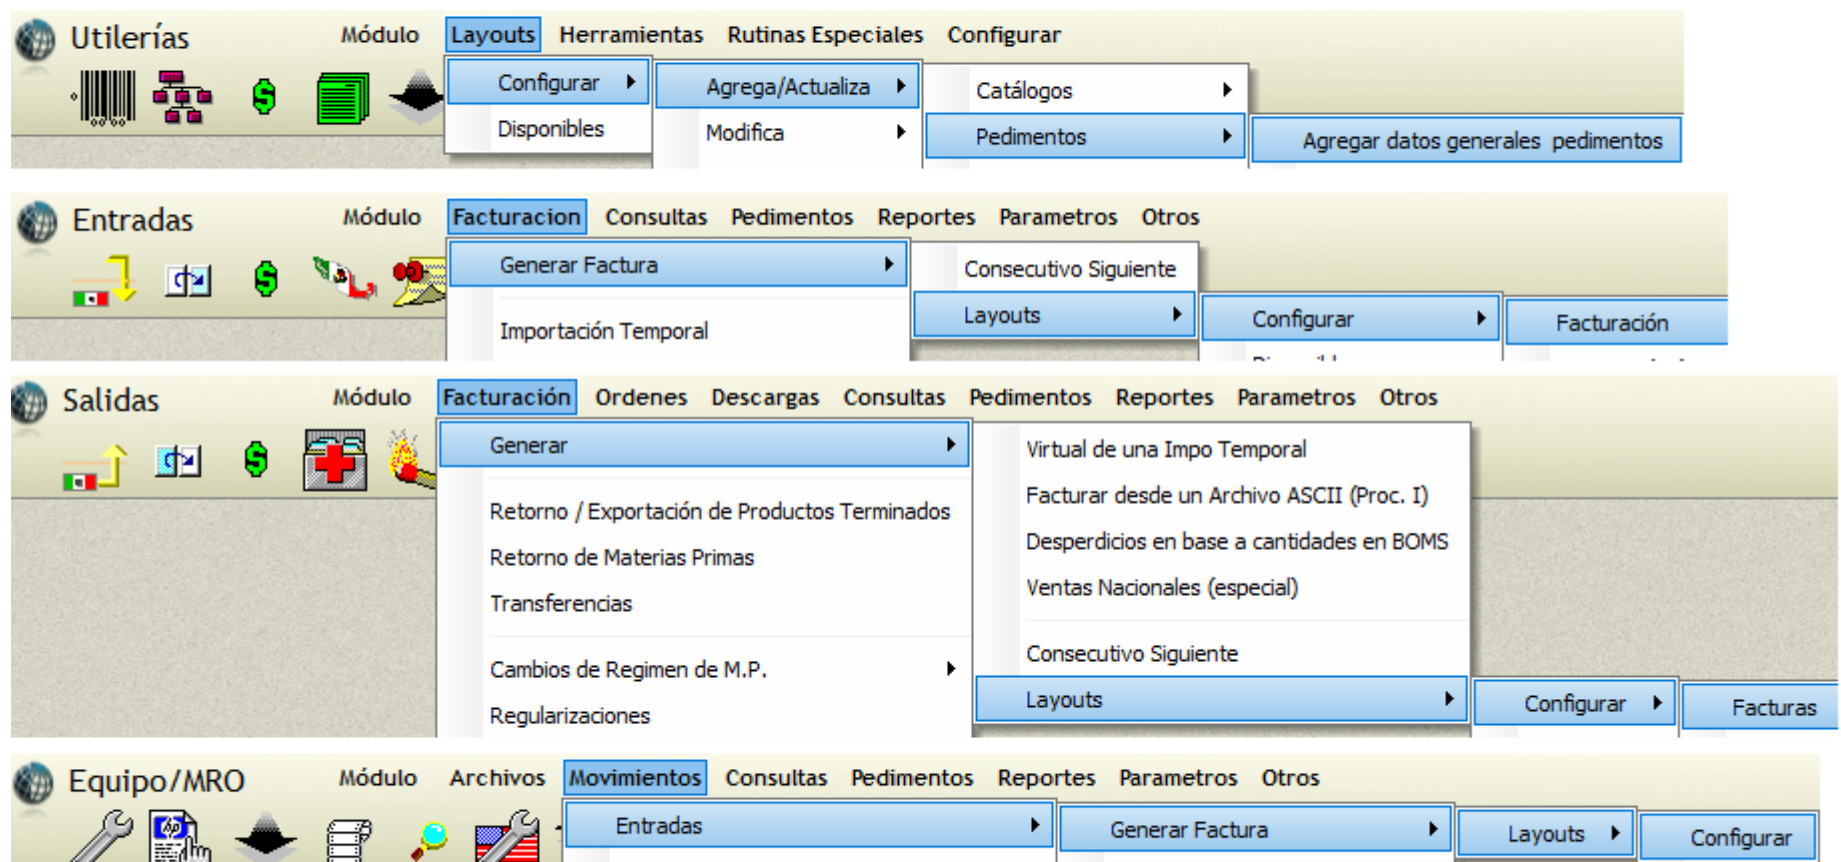 Utilerías Módulo Layouts Herramientas Rutinas Especiales Configurar
Configurar Agrega/Actualiza Catálogos
Disponibles Modifica Pedimentos Agregar datos generales pedimentos
Entradas Módulo Facturacion Consultas Pedimentos Reportes Parametros Otros
Generar Factura Consecutivo Siguiente
Importación Temporal Layouts Configurar Facturación
Salidas Módulo Facturación Ordenes Descargas Consultas Pedimentos Reportes Parametros Otros
Generar Virtual de una Impo Temporal
Facturar desde un Archivo ASCII (Proc. I)
Retorno / Exportación de Productos Terminados
Desperdicios en base a cantidades en BOMS
Retorno de Materias Primas
Ventas Nacionales (especial)
Transferencias
Consecutivo Siguiente
Cambios de Regimen de M.P.
Layouts Configurar Facturas
Regularizaciones
Equipo/MRO Módulo Archivos Movimientos Consultas Pedimentos Reportes Parametros Otros
Entradas Generar Factura Layouts Configurar